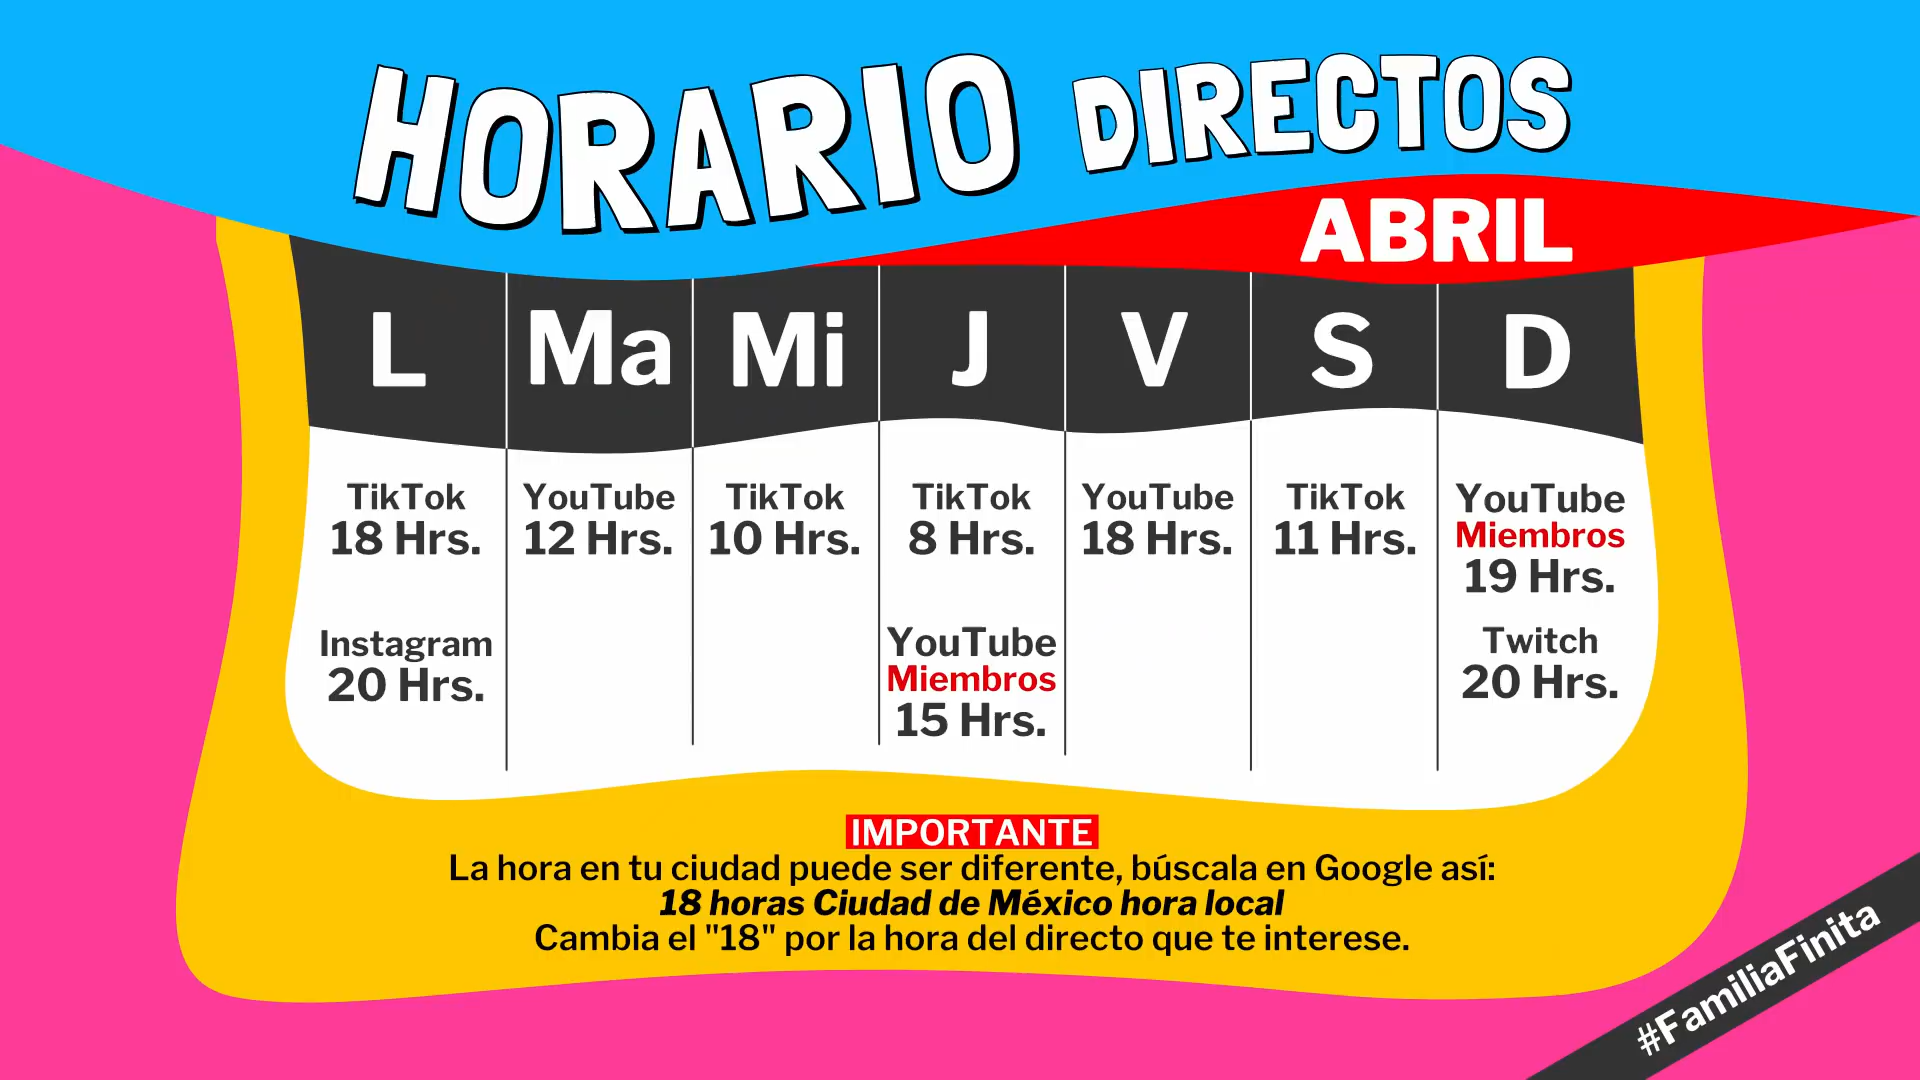 HORARIO DIRECTOS
ABRIL
L Ma Mi J V S D
TikTok
18 Hrs.
Instagram
20 Hrs.
YouTube
12 Hrs.
TikTok
10 Hrs.
TikTok
8 Hrs.
YouTube
Miembros
15 Hrs.
YouTube
18 Hrs.
TikTok
11 Hrs.
YouTube
Miembros
19 Hrs.
Twitch
20 Hrs.
IMPORTANTE
La hora en tu ciudad puede ser diferente, búscala en Google así:
18 horas Ciudad de México hora local
Cambia el "18" por la hora del directo que te interese.
#FamiliaFinita